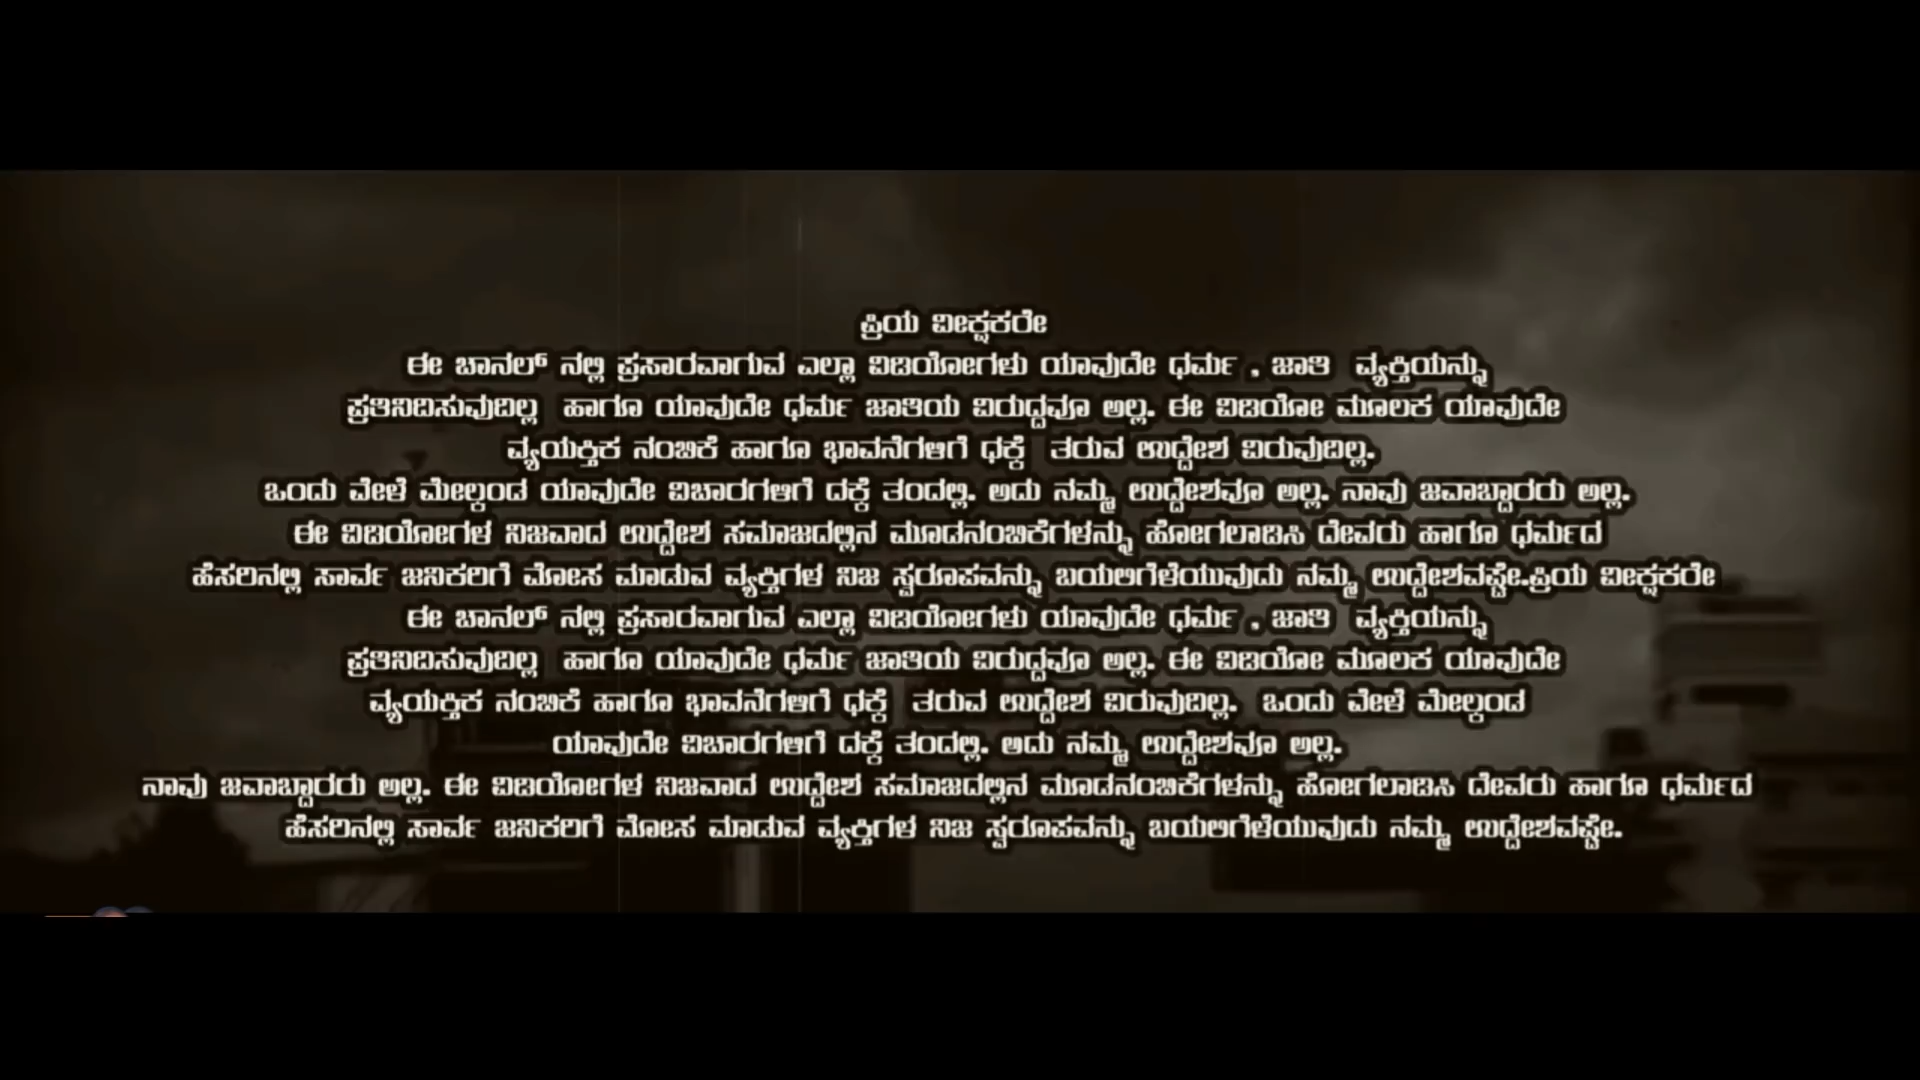 ಪ್ರಿಯ ವೀಕ್ಷಕರೇ
ಈ ಚಾನಲ್ ನಲ್ಲಿ ಪ್ರಸಾರವಾಗುವ ಎಲ್ಲಾ ವಿಡಿಯೋಗಳು ಯಾವುದೇ ಧರ್ಮ , ಜಾತಿ ವ್ಯಕ್ತಿಯನ್ನು
ಪ್ರತಿನಿದಿಸುವುದಿಲ್ಲ ಹಾಗೂ ಯಾವುದೇ ಧರ್ಮ ಜಾತಿಯ ವಿರುದ್ದವೂ ಅಲ್ಲ. ಈ ವಿಡಿಯೋ ಮೂಲಕ ಯಾವುದೇ
ವ್ಯಯಕ್ತಿಕ ನಂಬಿಕೆ ಹಾಗೂ ಭಾವನೆಗಳಿಗೆ ಧಕ್ಕೆ ತರುವ ಉದ್ದೇಶ ವಿರುವುದಿಲ್ಲ.
ಒಂದು ವೇಳೆ ಮೇಲ್ಕಂಡ ಯಾವುದೇ ವಿಚಾರಗಳಿಗೆ ದಕ್ಕೆ ತಂದಲ್ಲಿ. ಅದು ನಮ್ಮ ಉದ್ದೇಶವೂ ಅಲ್ಲ. ನಾವು ಜವಾಬ್ದಾರರು ಅಲ್ಲ.
ಈ ವಿಡಿಯೋಗಳ ನಿಜವಾದ ಉದ್ದೇಶ ಸಮಾಜದಲ್ಲಿನ ಮೂಡನಂಬಿಕೆಗಳನ್ನು ಹೋಗಲಾಡಿಸಿ ದೇವರು ಹಾಗೂ ಧರ್ಮದ
ಹೆಸರಿನಲ್ಲಿ ಸಾರ್ವ ಜನಿಕರಿಗೆ ಮೋಸ ಮಾಡುವ ವ್ಯಕ್ತಿಗಳ ನಿಜ ಸ್ವರೂಪವನ್ನು ಬಯಲಿಗೆಳೆಯುವುದು ನಮ್ಮ ಉದ್ದೇಶವಷ್ಟೇ.ಪ್ರಿಯ ವೀಕ್ಷಕರೇ
ಈ ಚಾನಲ್ ನಲ್ಲಿ ಪ್ರಸಾರವಾಗುವ ಎಲ್ಲಾ ವಿಡಿಯೋಗಳು ಯಾವುದೇ ಧರ್ಮ , ಜಾತಿ ವ್ಯಕ್ತಿಯನ್ನು
ಪ್ರತಿನಿದಿಸುವುದಿಲ್ಲ ಹಾಗೂ ಯಾವುದೇ ಧರ್ಮ ಜಾತಿಯ ವಿರುದ್ದವೂ ಅಲ್ಲ. ಈ ವಿಡಿಯೋ ಮೂಲಕ ಯಾವುದೇ
ವ್ಯಯಕ್ತಿಕ ನಂಬಿಕೆ ಹಾಗೂ ಭಾವನೆಗಳಿಗೆ ಧಕ್ಕೆ ತರುವ ಉದ್ದೇಶ ವಿರುವುದಿಲ್ಲ. ಒಂದು ವೇಳೆ ಮೇಲ್ಕಂಡ
ಯಾವುದೇ ವಿಚಾರಗಳಿಗೆ ದಕ್ಕೆ ತಂದಲ್ಲಿ. ಅದು ನಮ್ಮ ಉದ್ದೇಶವೂ ಅಲ್ಲ.
ನಾವು ಜವಾಬ್ದಾರರು ಅಲ್ಲ. ಈ ವಿಡಿಯೋಗಳ ನಿಜವಾದ ಉದ್ದೇಶ ಸಮಾಜದಲ್ಲಿನ ಮೂಡನಂಬಿಕೆಗಳನ್ನು ಹೋಗಲಾಡಿಸಿ ದೇವರು ಹಾಗೂ ಧರ್ಮದ
ಹೆಸರಿನಲ್ಲಿ ಸಾರ್ವ ಜನಿಕರಿಗೆ ಮೋಸ ಮಾಡುವ ವ್ಯಕ್ತಿಗಳ ನಿಜ ಸ್ವರೂಪವನ್ನು ಬಯಲಿಗೆಳೆಯುವುದು ನಮ್ಮ ಉದ್ದೇಶವಷ್ಟೇ.